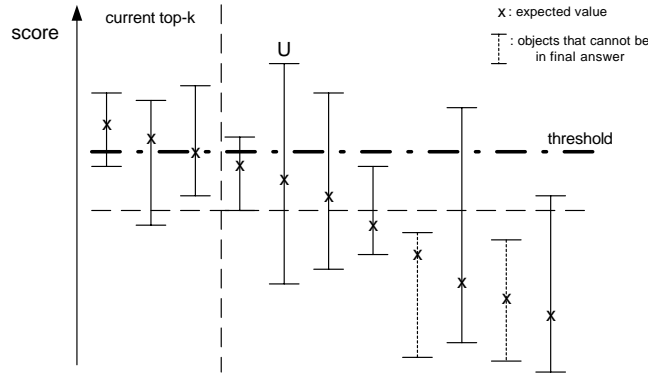 current top-k
score
U
x : expected value
: objects that cannot be
in final answer
threshold
x
x
x
x
x
x
x
x
x
x
x